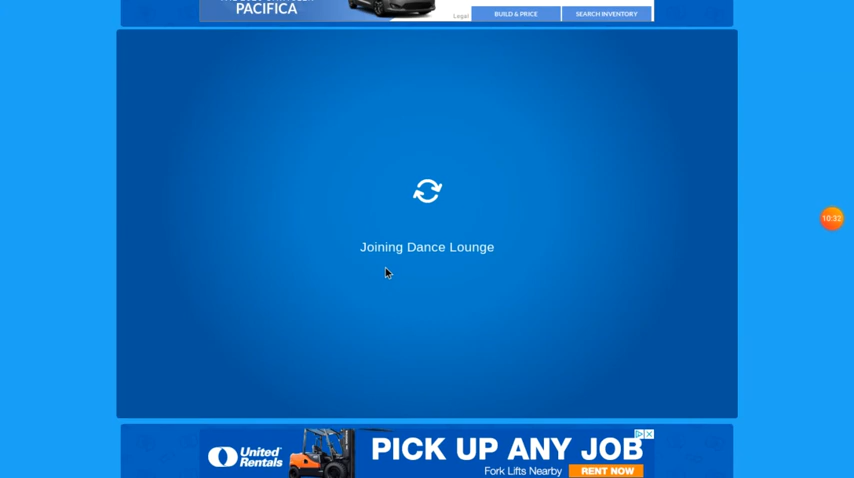 PACIFICA
Legal
BUILD & PRICE
SEARCH INVENTORY
10:32
Joining Dance Lounge
United
Rentals
PICK UP ANY JOB
Fork Lifts Nearby
RENT NOW